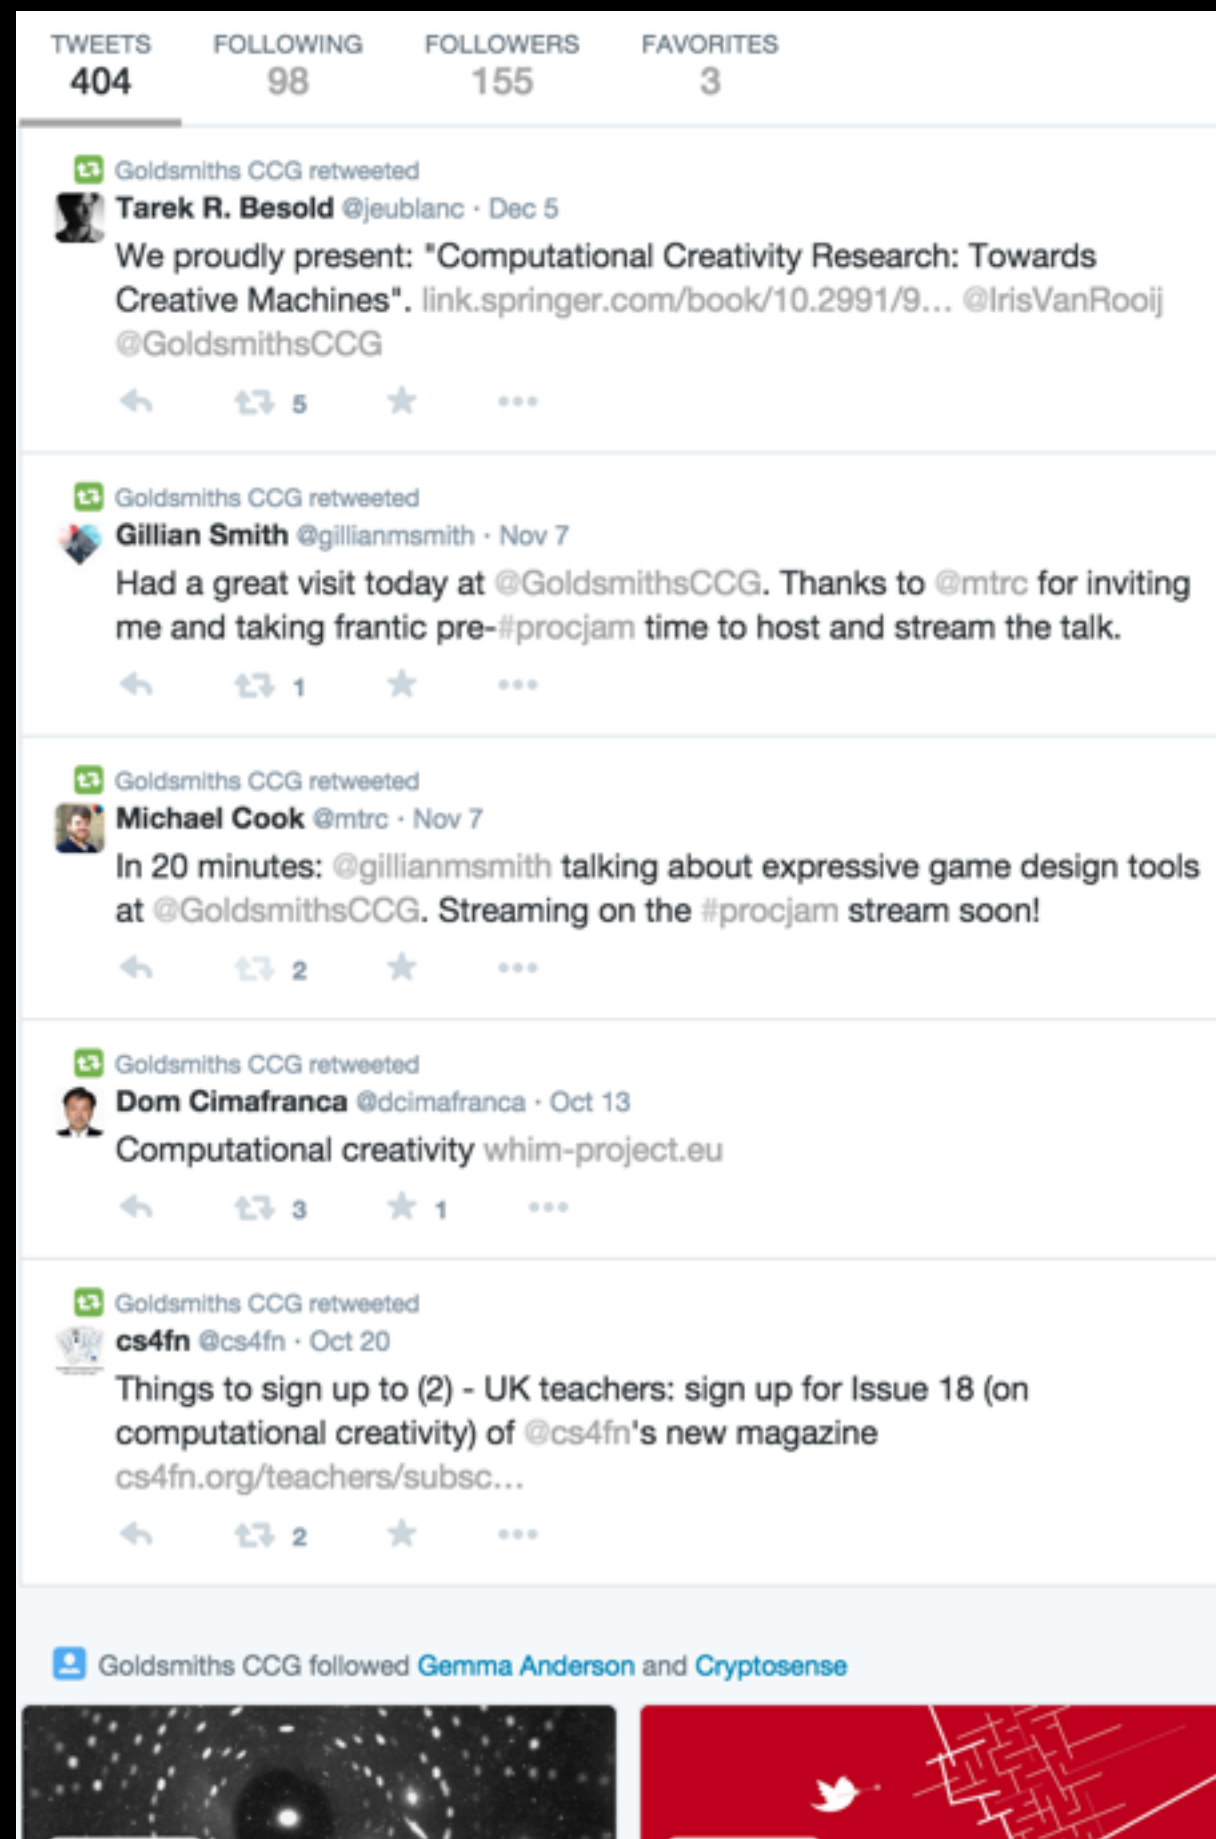 TWEETS FOLLOWING FOLLOWERS FAVORITES
404 98 155 3
Goldsmiths CCG retweeted
Tarek R. Besold @jeublanc · Dec 5
We proudly present: "Computational Creativity Research: Towards
Creative Machines". link.springer.com/book/10.2991/9... @IrisVanRooij
@GoldsmithsCCG
5
Goldsmiths CCG retweeted
Gillian Smith @gillianmsmith · Nov 7
Had a great visit today at @GoldsmithsCCG. Thanks to @mtrc for inviting
me and taking frantic pre-#procjam time to host and stream the talk.
1
Goldsmiths CCG retweeted
Michael Cook @mtrc · Nov 7
In 20 minutes: @gillianmsmith talking about expressive game design tools
at @GoldsmithsCCG. Streaming on the #procjam stream soon!
2
Goldsmiths CCG retweeted
Dom Cimafranca @dcimafranca · Oct 13
Computational creativity whim-project.eu
3 1
Goldsmiths CCG retweeted
cs4fn @cs4fn · Oct 20
Things to sign up to (2) - UK teachers: sign up for Issue 18 (on
computational creativity) of @cs4fn's new magazine
cs4fn.org/teachers/subsc...
2
Goldsmiths CCG followed Gemma Anderson and Cryptosense